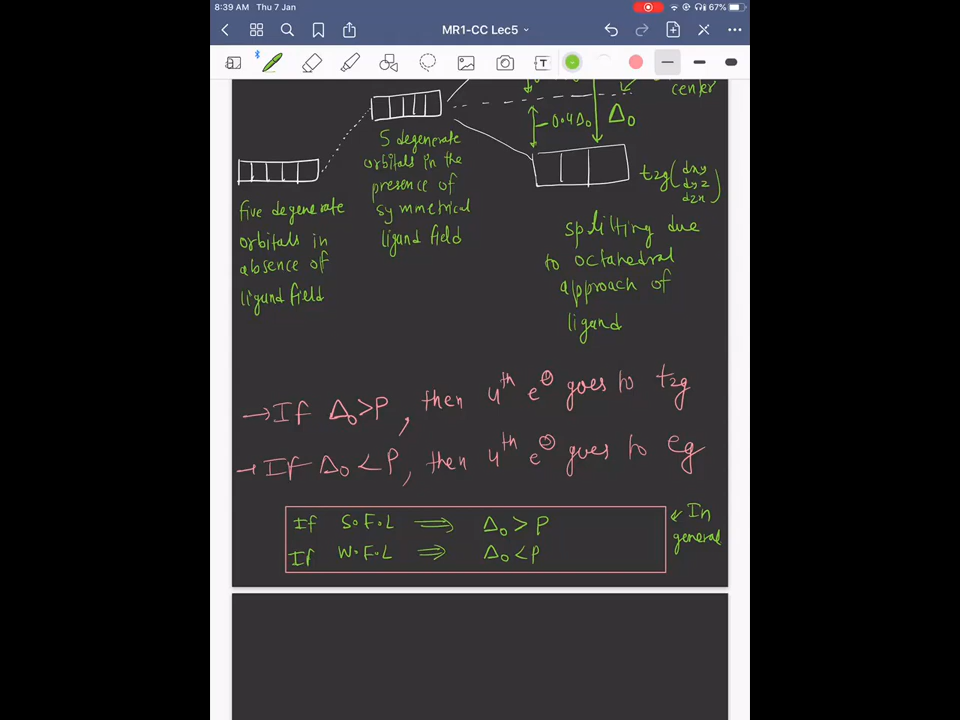 8:39 AM Thu 7 Jan
67%
MR1-CC Lec5
center
-0.4Δ₀
Δ₀
t2g (dxy
dyz
dzx)
5 degenerate
orbitals in the
presence of
symmetrical
ligand field
five degenerate
orbitals in
absence of
ligand field
splitting due
to octahedral
approach of
ligand
→ If Δ₀ > P, then 4th e⊖ goes to t2g
→ If Δ₀ < P, then 4th e⊖ goes to eg
If S.F.L ⇒ Δ₀ > P
If W.F.L ⇒ Δ₀ < P
← In
general